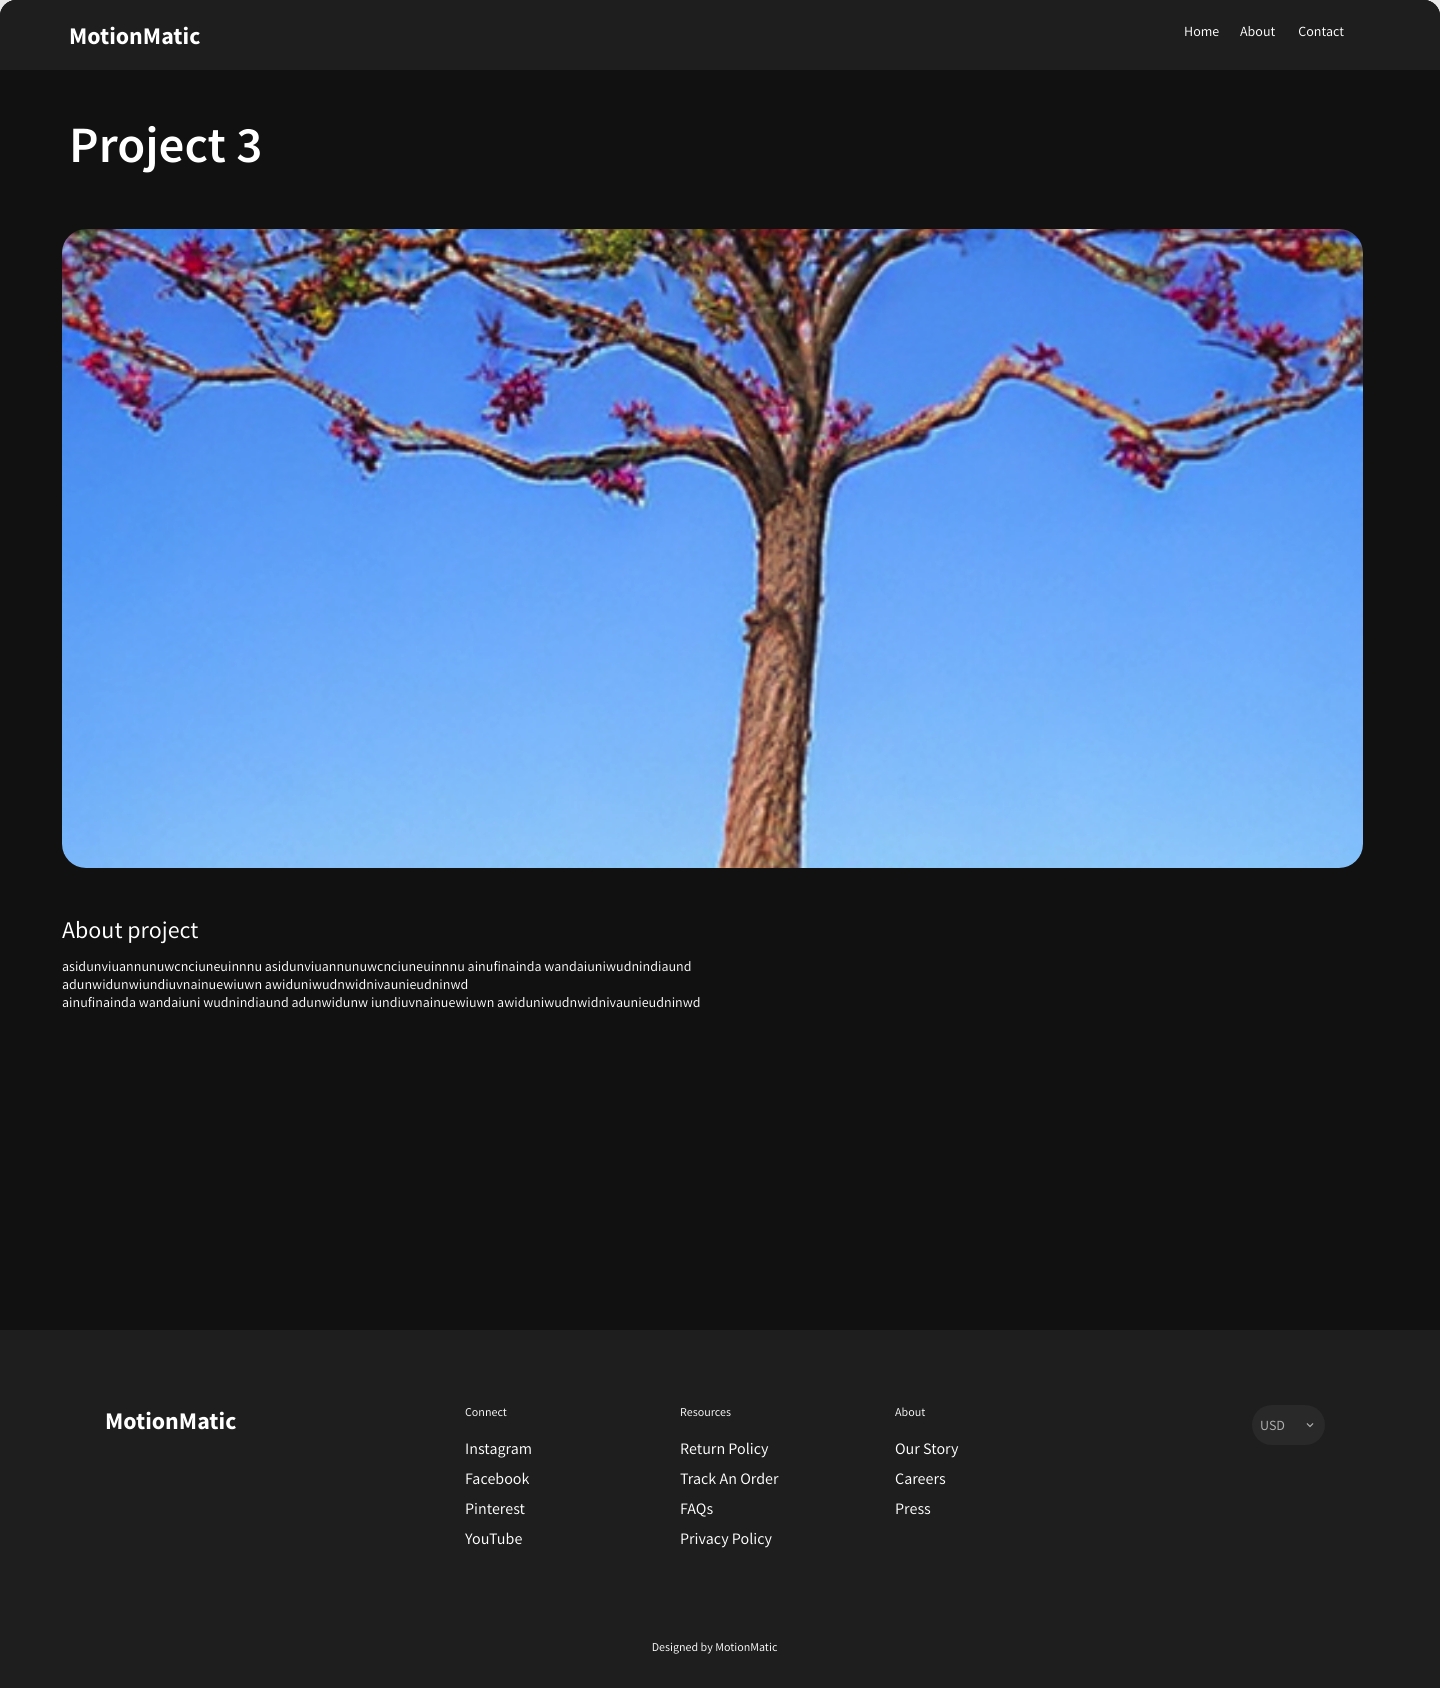 MotionMatic
Home About Contact
Project 3
About project
asidunviuannunuwcnciuneuinnnu asidunviuannunuwcnciuneuinnnu ainufinainda wandaiuniwudnindiaund
adunwidunwiundiuvnainuewiuwn awiduniwudnwidnivaunieudninwd
ainufinainda wandaiuni wudnindiaund adunwidunw iundiuvnainuewiuwn awiduniwudnwidnivaunieudninwd
MotionMatic
Connect
Instagram
Facebook
Pinterest
YouTube
Resources
Return Policy
Track An Order
FAQs
Privacy Policy
About
Our Story
Careers
Press
USD
Designed by MotionMatic